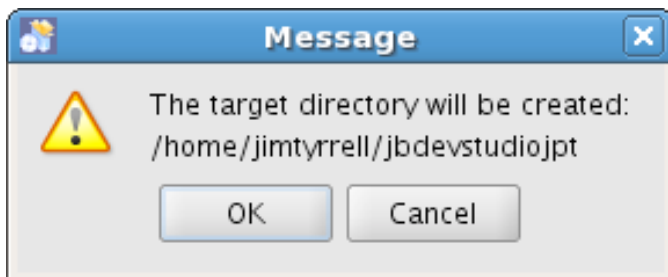 Message
The target directory will be created:
/home/jimtyrrell/jbdevstudiojpt
OK Cancel